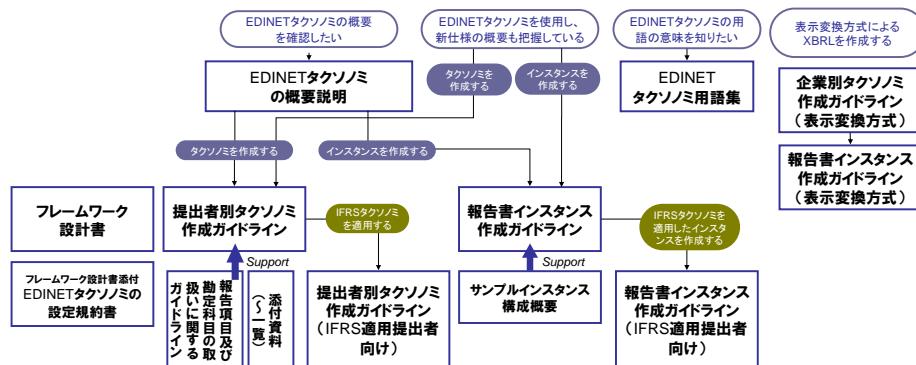 EDINETタクソノミの概要
を確認したい
EDINETタクソノミを使用し、
新仕様の概要も把握している
EDINETタクソノミの用
語の意味を知りたい
表示変換方式による
XBRLを作成する
タクソノミを
作成する
インスタンスを
作成する
EDINETタクソノミ
の概要説明
EDINET
タクソノミ用語集
企業別タクソノミ
作成ガイドライン
(表示変換方式)
タクソノミを作成する
インスタンスを作成する
報告書インスタンス
作成ガイドライン
(表示変換方式)
フレームワーク
設計書
提出者別タクソノミ
作成ガイドライン
IFRSタクソノミ
を適用する
報告書インスタンス
作成ガイドライン
IFRSタクソノミを
適用したインスタ
ンスを作成する
Support
Support
フレームワーク設計書添付
EDINETタクソノミの
設定規約書
報告項目及び
勘定科目の取
扱いに関する
ガイドライン
添付資料
(~一覧)
提出者別タクソノミ
作成ガイドライン
(IFRS適用提出者
向け)
サンプルインスタンス
構成概要
報告書インスタンス
作成ガイドライン
(IFRS適用提出者
向け)